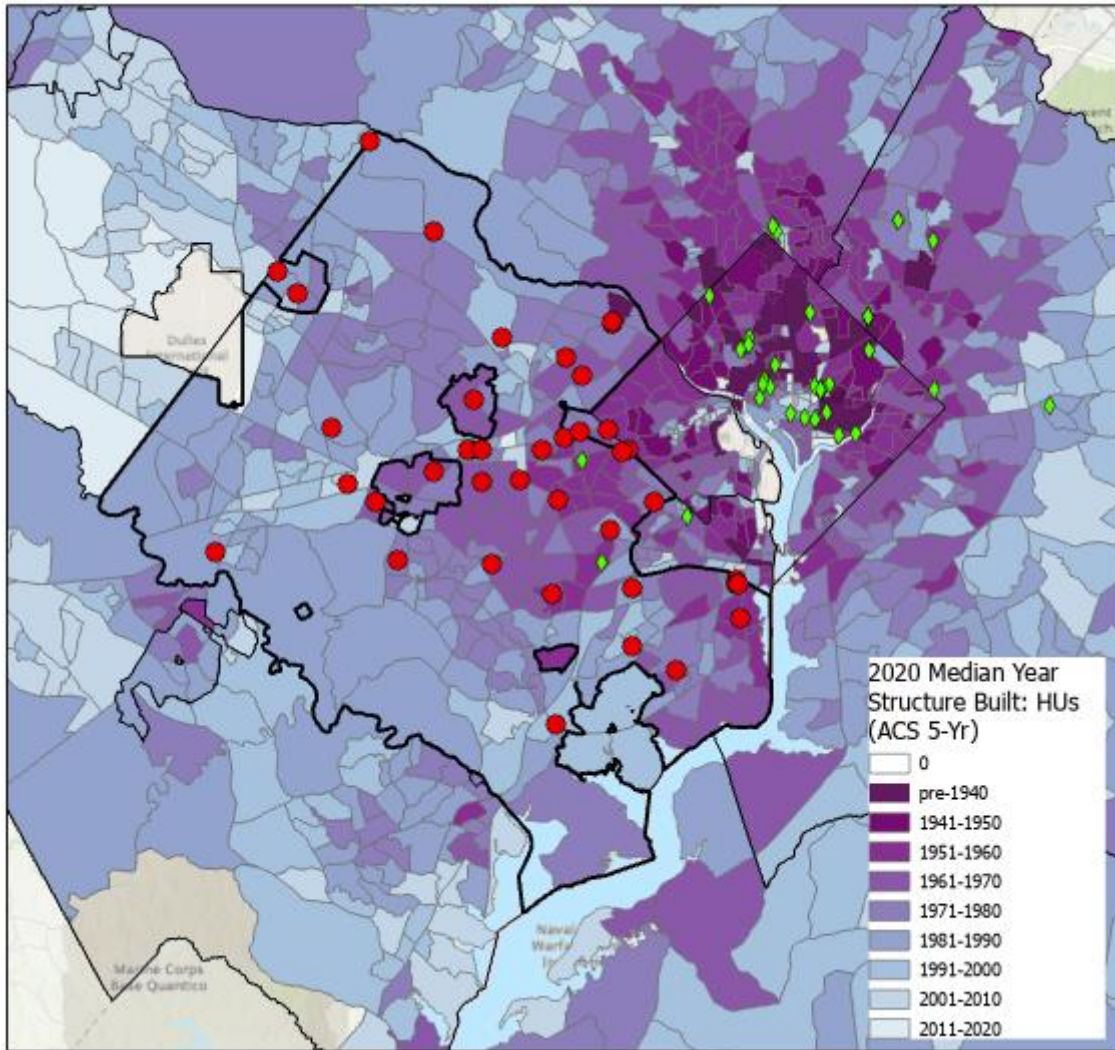 Dulles
International
2020 Median Year
Structure Built: HUs
(ACS 5-Yr)
0
pre-1940
1941-1950
1951-1960
1961-1970
1971-1980
1981-1990
1991-2000
2001-2010
2011-2020
Naval
Marine Corps
Base Quantico